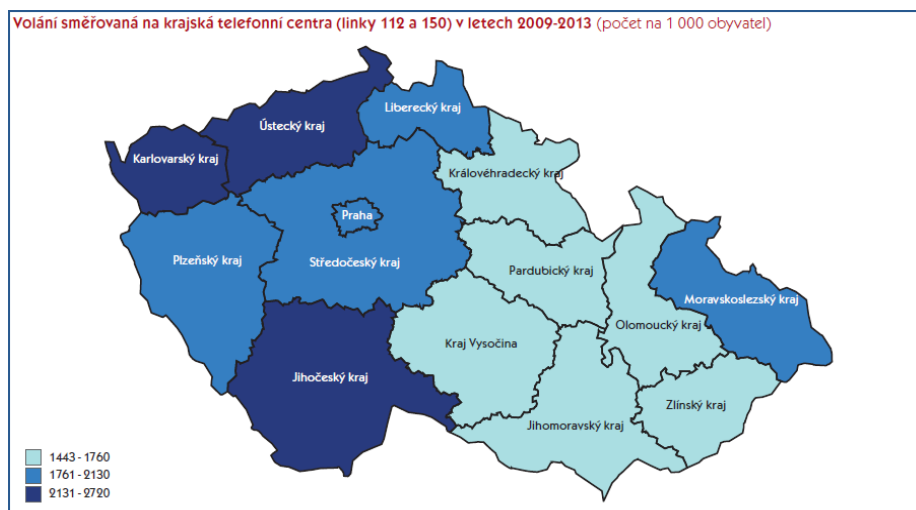 Volání směřovaná na krajská telefonní centra (linky 112 a 150) v letech 2009-2013 (počet na 1 000 obyvatel)
Liberecký kraj
Ústecký kraj
Karlovarský kraj
Královéhradecký kraj
Praha
Plzeňský kraj
Středočeský kraj
Pardubický kraj
Moravskoslezský kraj
Olomoucký kraj
Kraj Vysočina
Jihočeský kraj
Zlínský kraj
Jihomoravský kraj
1443 - 1760
1761 - 2130
2131 - 2720